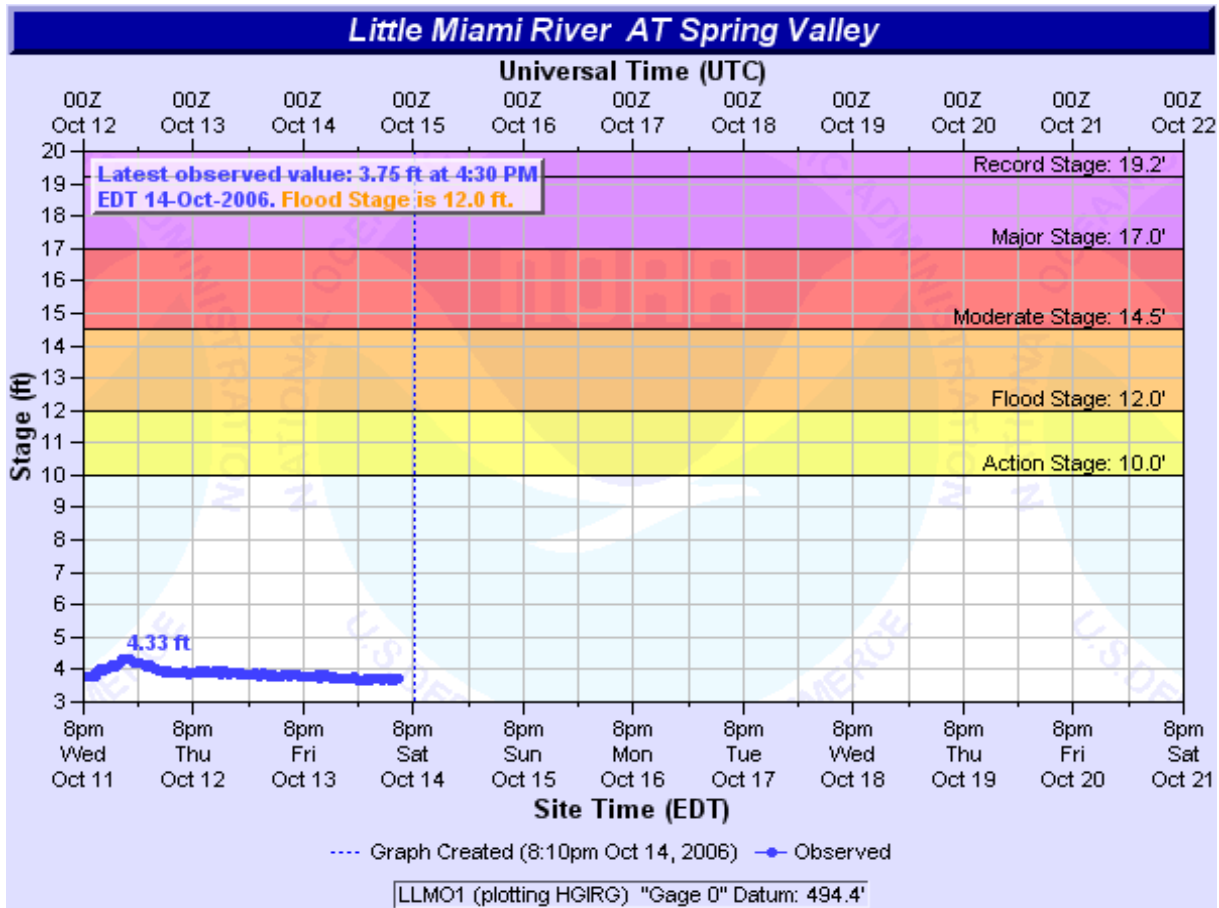 Little Miami River AT Spring Valley
Universal Time (UTC)
00Z 00Z 00Z 00Z 00Z 00Z 00Z 00Z 00Z 00Z 00Z
Oct 12 Oct 13 Oct 14 Oct 15 Oct 16 Oct 17 Oct 18 Oct 19 Oct 20 Oct 21 Oct 22
Latest observed value: 3.75 ft at 4:30 PM
EDT 14-Oct-2006. Flood Stage is 12.0 ft.
Record Stage: 19.2'
Major Stage: 17.0'
Moderate Stage: 14.5'
Flood Stage: 12.0'
Action Stage: 10.0'
Stage (ft)
20
19
18
17
16
15
14
13
12
11
10
9
8
7
6
5
4
3
4.33 ft
NOAA
8pm 8pm 8pm 8pm 8pm 8pm 8pm 8pm 8pm 8pm 8pm
Wed Thu Fri Sat Sun Mon Tue Wed Thu Fri Sat
Oct 11 Oct 12 Oct 13 Oct 14 Oct 15 Oct 16 Oct 17 Oct 18 Oct 19 Oct 20 Oct 21
Site Time (EDT)
Graph Created (8:10pm Oct 14, 2006) Observed
LLMO1 (plotting HGIRG) "Gage 0" Datum: 494.4'